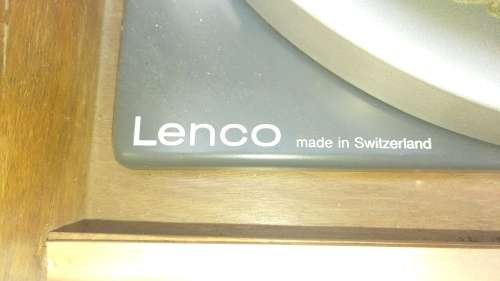 Lenco made in Switzerland